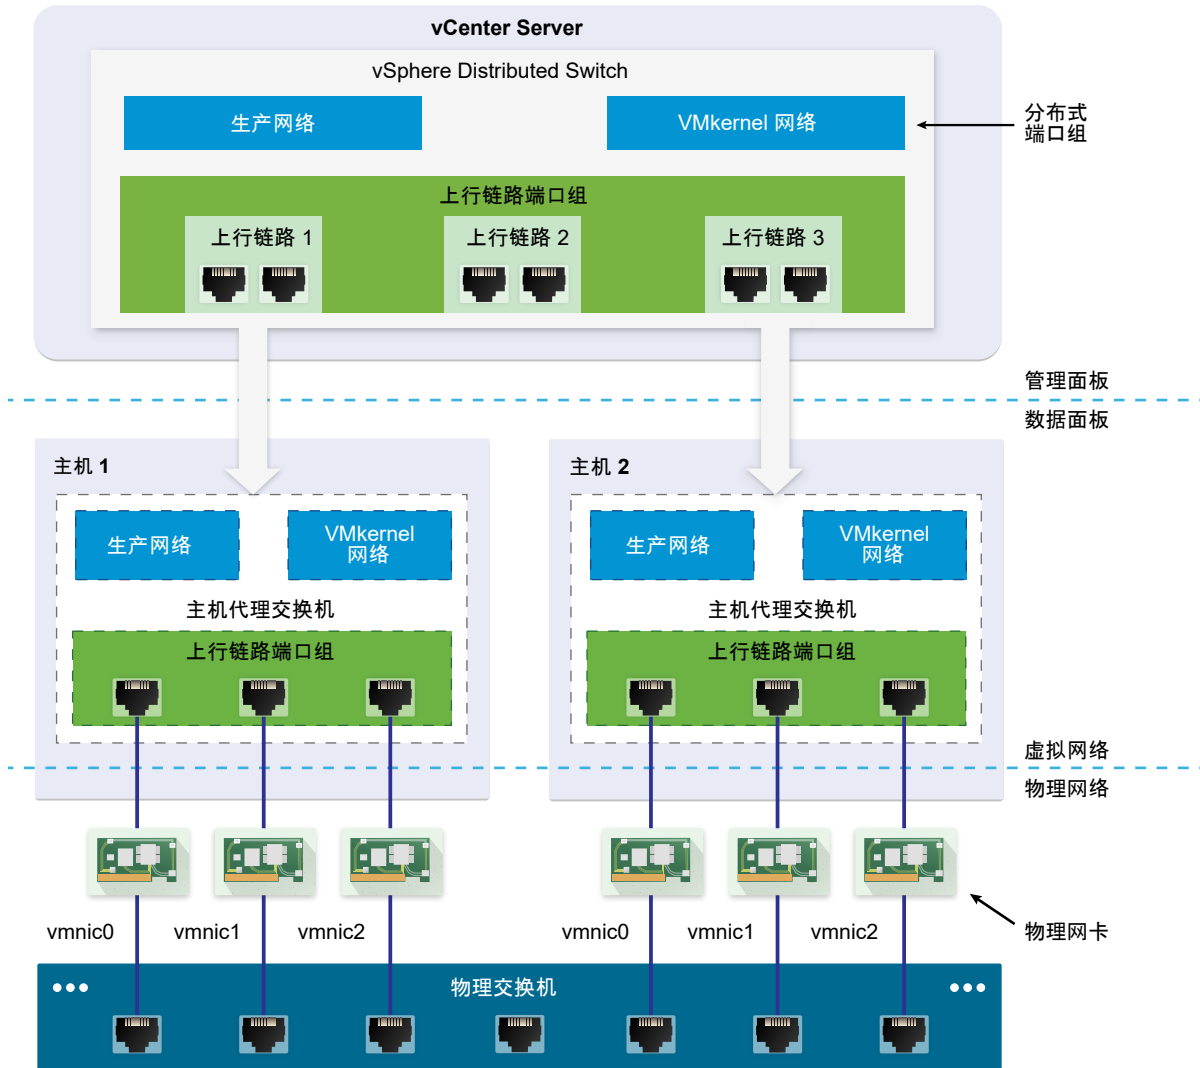 vCenter Server
vSphere Distributed Switch
生产网络
VMkernel 网络
分布式
端口组
上行链路端口组
上行链路 1
上行链路 2
上行链路 3
管理面板
数据面板
主机 1
生产网络
VMkernel
网络
主机代理交换机
上行链路端口组
主机 2
生产网络
VMkernel
网络
主机代理交换机
上行链路端口组
虚拟网络
物理网络
vmnic0
vmnic1
vmnic2
vmnic0
vmnic1
vmnic2
物理网卡
物理交换机